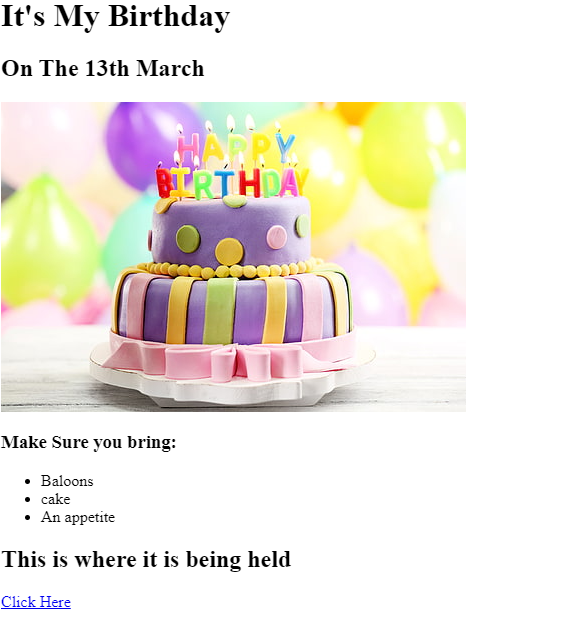 It's My Birthday
On The 13th March
HAPPY
BIRTHDAY
Make Sure you bring:
Baloons
cake
An appetite
This is where it is being held
Click Here